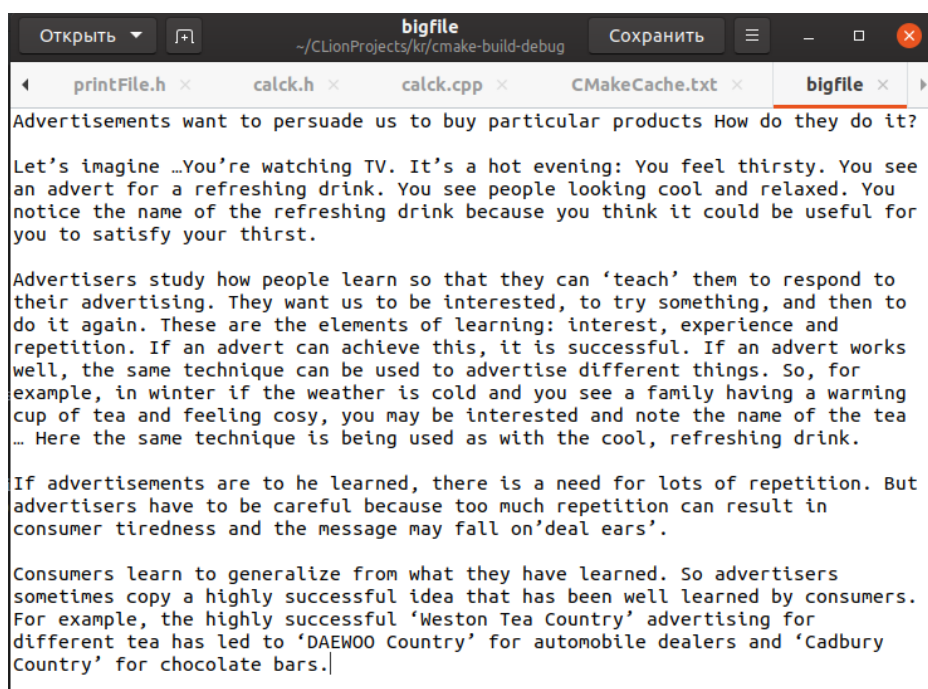 Открыть
bigfile
~/CLionProjects/kr/cmake-build-debug
Сохранить
printFile.h
calck.h
calck.cpp
CMakeCache.txt
bigfile
Advertisements want to persuade us to buy particular products How do they do it?
Let’s imagine …You’re watching TV. It’s a hot evening: You feel thirsty. You see
an advert for a refreshing drink. You see people looking cool and relaxed. You
notice the name of the refreshing drink because you think it could be useful for
you to satisfy your thirst.
Advertisers study how people learn so that they can ‘teach’ them to respond to
their advertising. They want us to be interested, to try something, and then to
do it again. These are the elements of learning: interest, experience and
repetition. If an advert can achieve this, it is successful. If an advert works
well, the same technique can be used to advertise different things. So, for
example, in winter if the weather is cold and you see a family having a warming
cup of tea and feeling cosy, you may be interested and note the name of the tea
… Here the same technique is being used as with the cool, refreshing drink.
If advertisements are to he learned, there is a need for lots of repetition. But
advertisers have to be careful because too much repetition can result in
consumer tiredness and the message may fall on’deal ears’.
Consumers learn to generalize from what they have learned. So advertisers
sometimes copy a highly successful idea that has been well learned by consumers.
For example, the highly successful ‘Weston Tea Country’ advertising for
different tea has led to ‘DAEWOO Country’ for automobile dealers and ‘Cadbury
Country’ for chocolate bars.